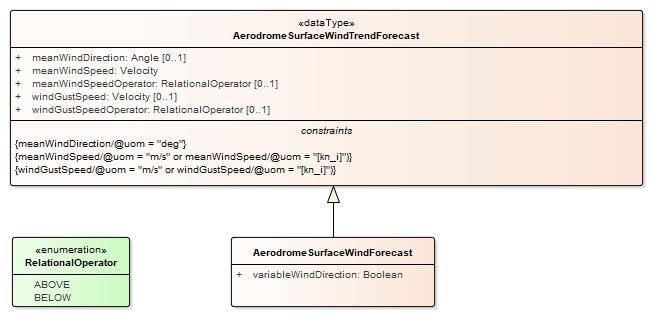 «dataType»
AerodromeSurfaceWindTrendForecast
+ meanWindDirection: Angle [0..1]
+ meanWindSpeed: Velocity
+ meanWindSpeedOperator: RelationalOperator [0..1]
+ windGustSpeed: Velocity [0..1]
+ windGustSpeedOperator: RelationalOperator [0..1]
constraints
{meanWindDirection/@uom = "deg"}
{meanWindSpeed/@uom = "m/s" or meanWindSpeed/@uom = "[kn_i]")}
{windGustSpeed/@uom = "m/s" or windGustSpeed/@uom = "[kn_i]")}
«enumeration»
RelationalOperator
ABOVE
BELOW
AerodromeSurfaceWindForecast
+ variableWindDirection: Boolean